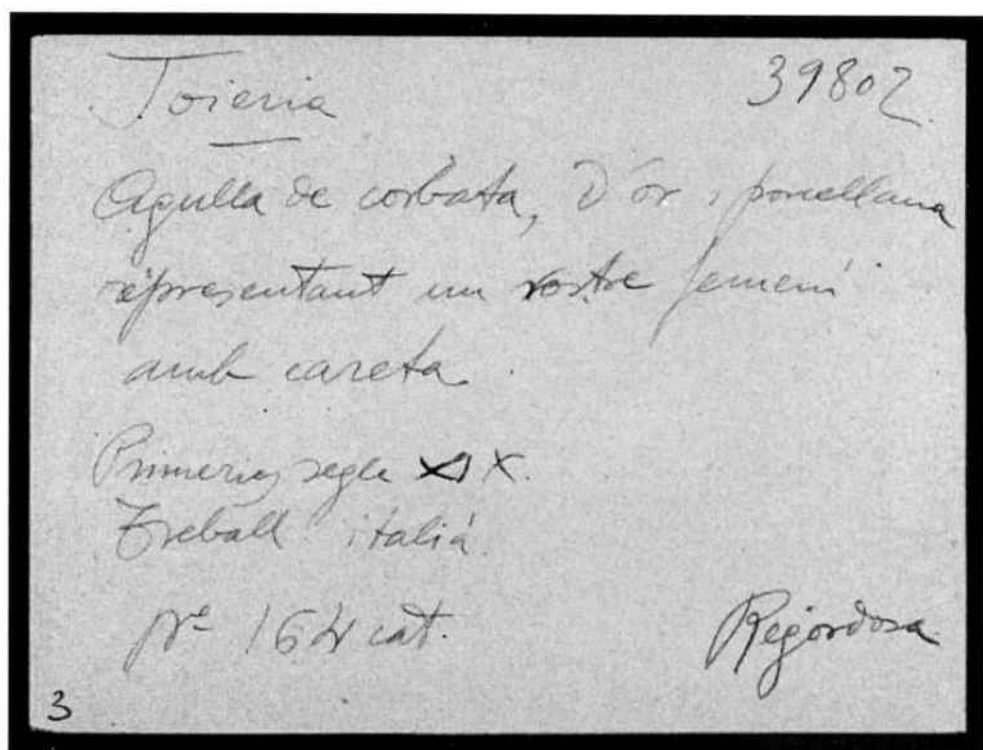 Joieria 39802
Agulla de corbata, d'or i porcellana
representant un rostre femení
amb careta.
Primeries segle XIX.
Treball italià.
Nº 164 cat. Regordosa
3